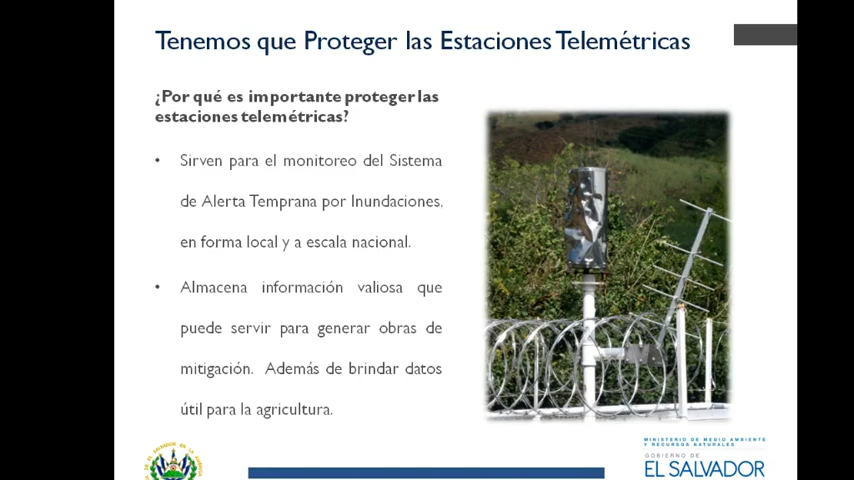 Tenemos que Proteger las Estaciones Telemétricas
¿Por qué es importante proteger las
estaciones telemétricas?
• Sirven para el monitoreo del Sistema
de Alerta Temprana por Inundaciones,
en forma local y a escala nacional.
• Almacena información valiosa que
puede servir para generar obras de
mitigación. Además de brindar datos
útil para la agricultura.
MINISTERIO DE MEDIO AMBIENTE
Y RECURSOS NATURALES
GOBIERNO DE
EL SALVADOR